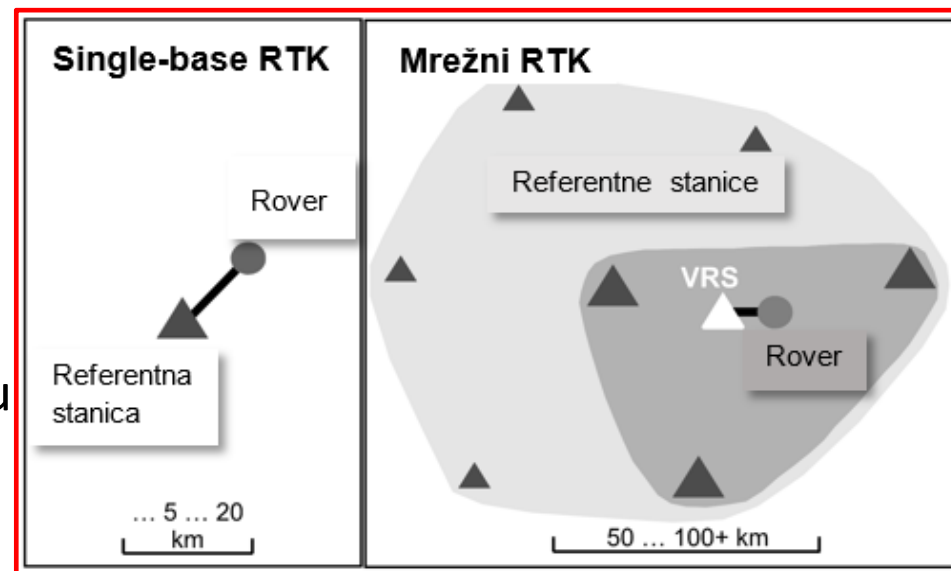 Single-base RTK
Rover
Referentna
stanica
... 5 ... 20
km
Mrežni RTK
Referentne stanice
VRS
Rover
50 ... 100+ km
u